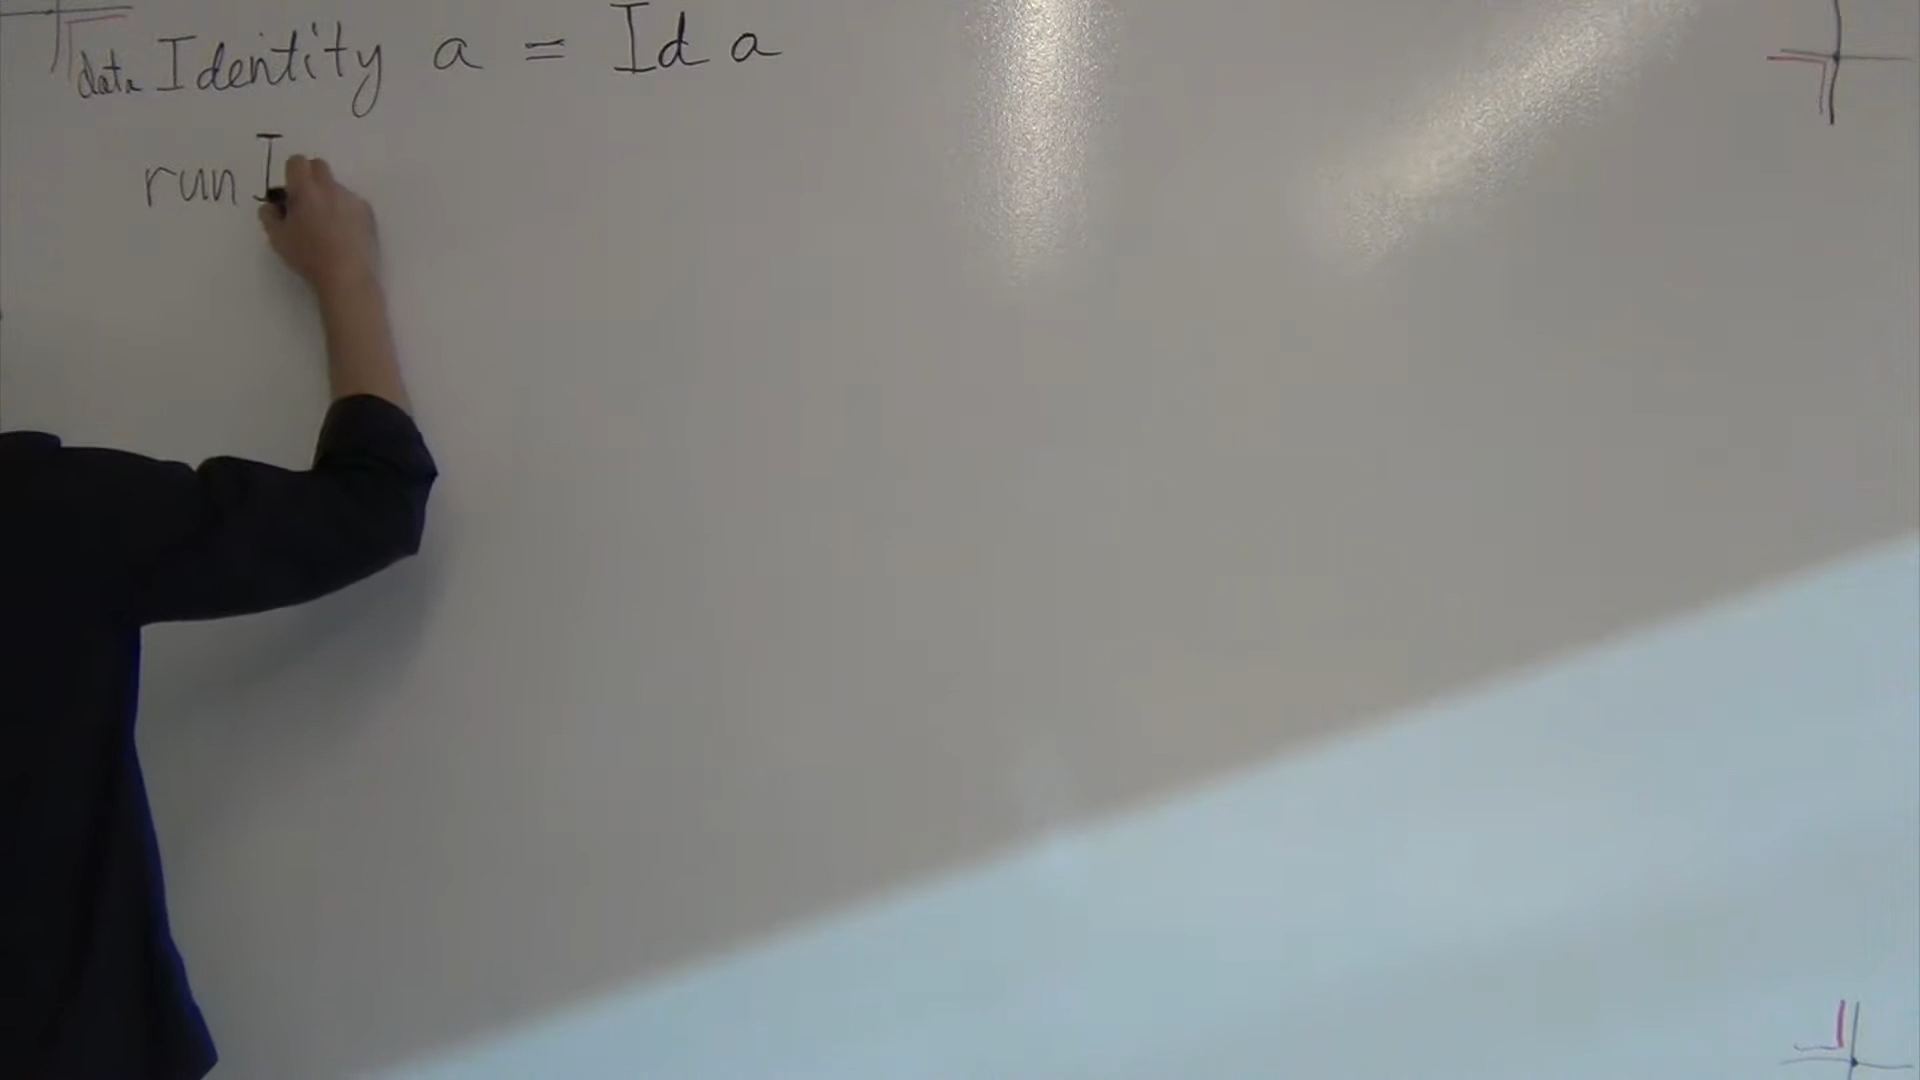 data Identity a = Id a
run I